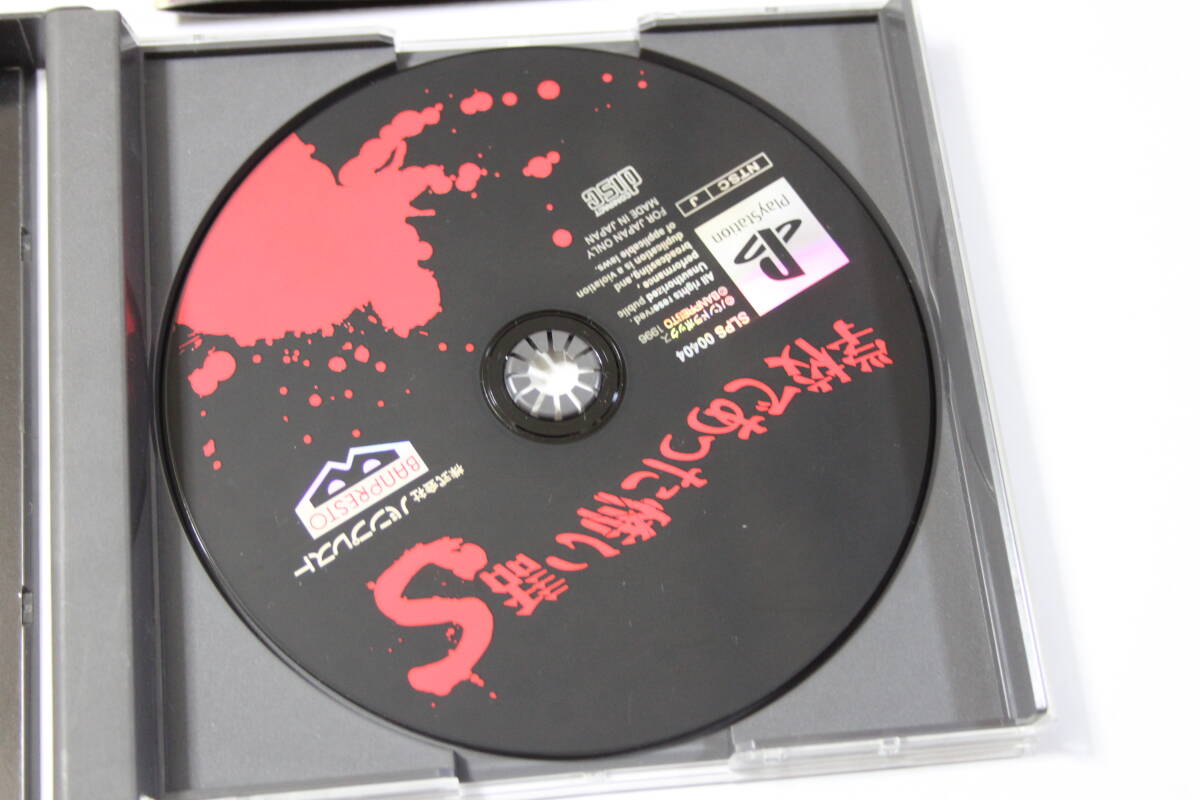 PlayStation
NTSC J
COMPACT
disc
SLPS 00404
©パンドラボックス 1996
©BANPRESTO
All rights reserved.
Unauthorized public
performance,
broadcasting, and
duplication is a violation
of applicable laws.
FOR JAPAN ONLY
MADE IN JAPAN
学校であった怖い話
S
BANPRESTO
株式会社 バンプレスト